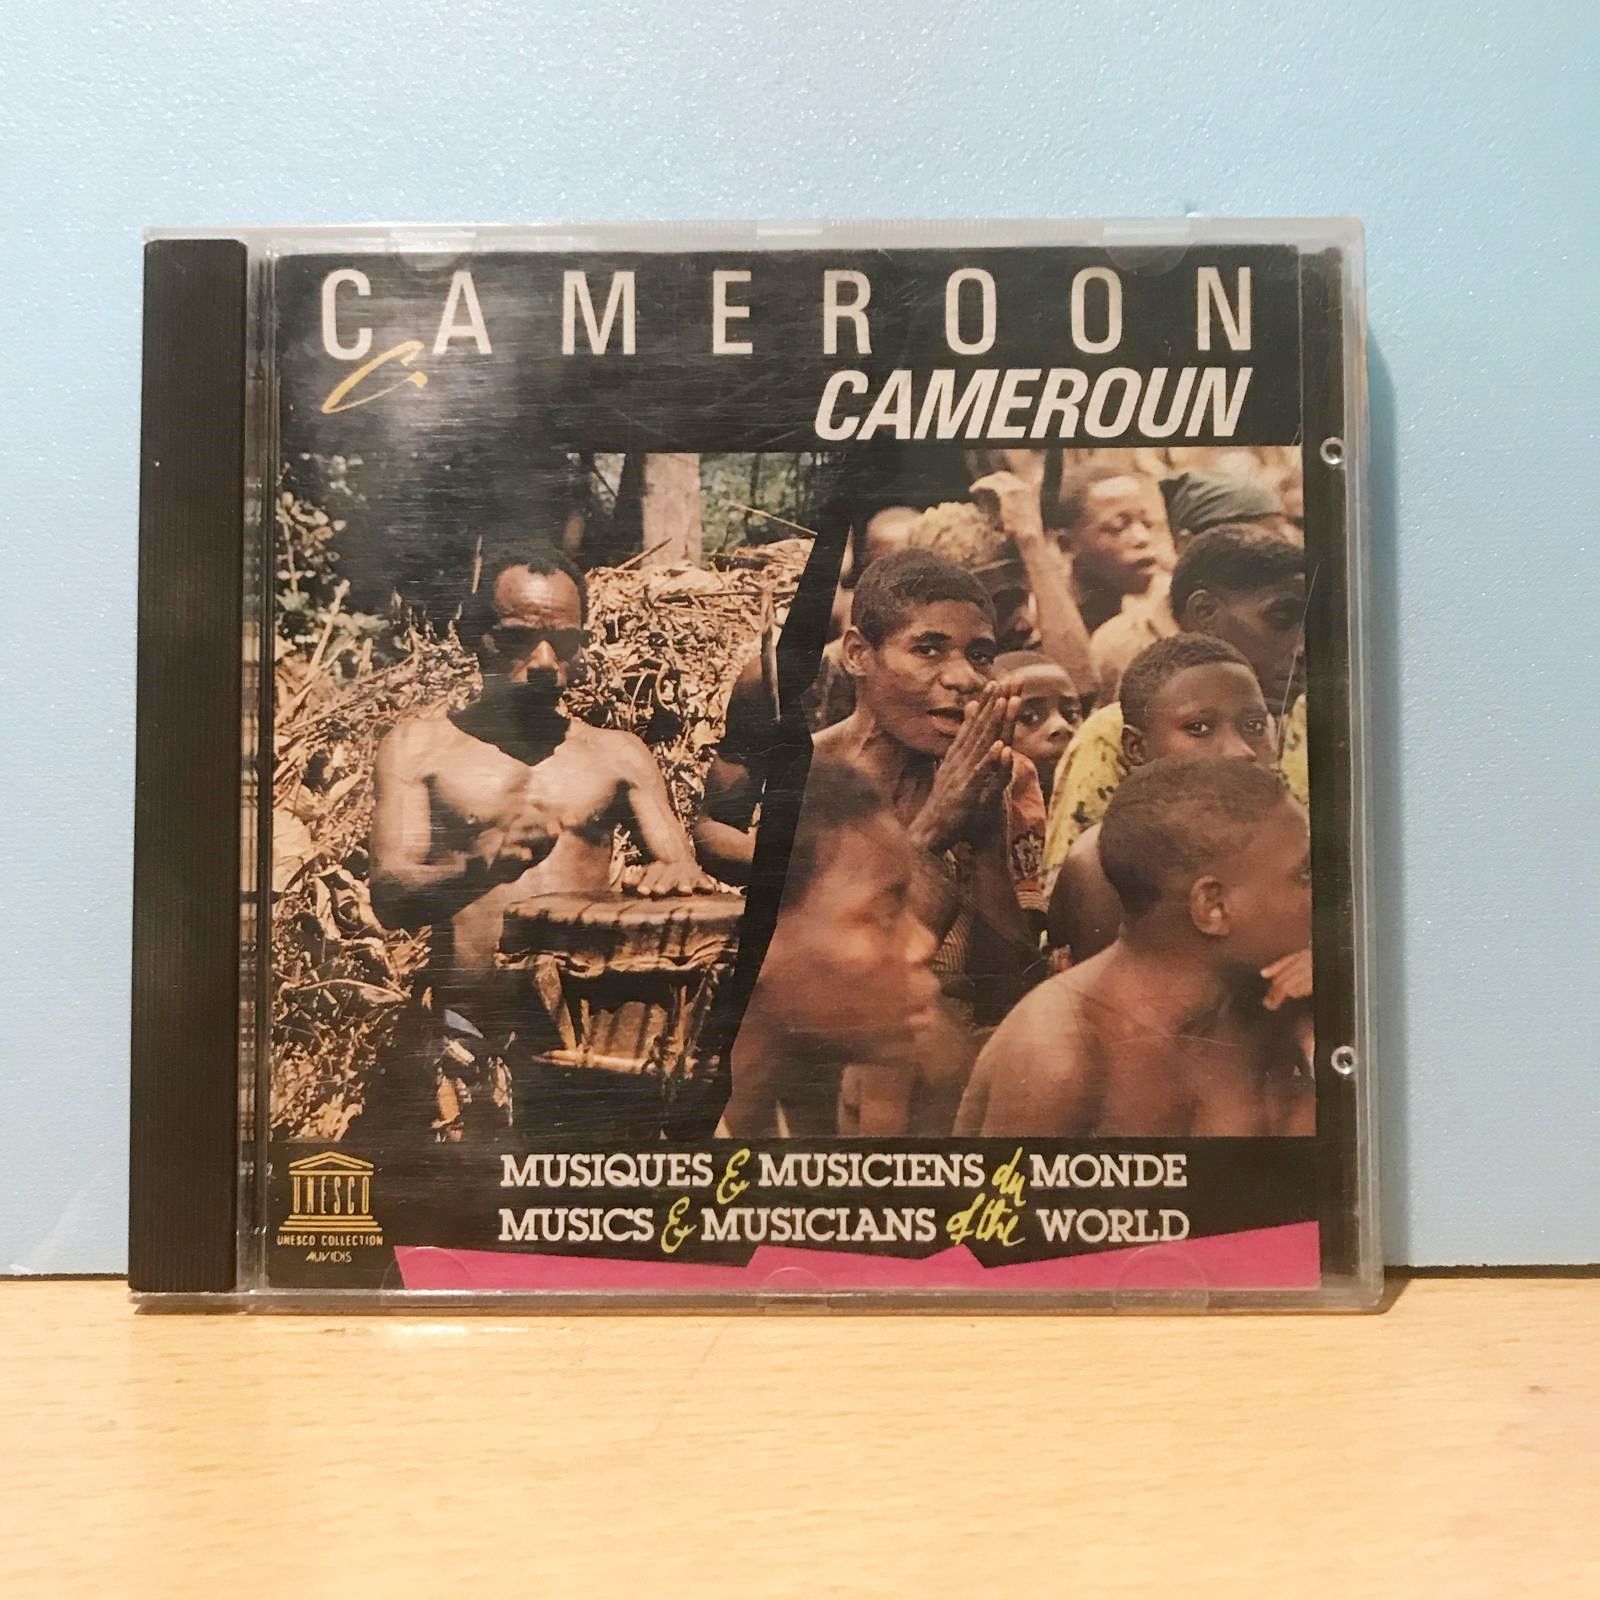 CAMEROON
CAMEROUN
MUSIQUES & MUSICIENS du MONDE
MUSICS & MUSICIANS of the WORLD
UNESCO
UNESCO COLLECTION
AUVIDIS